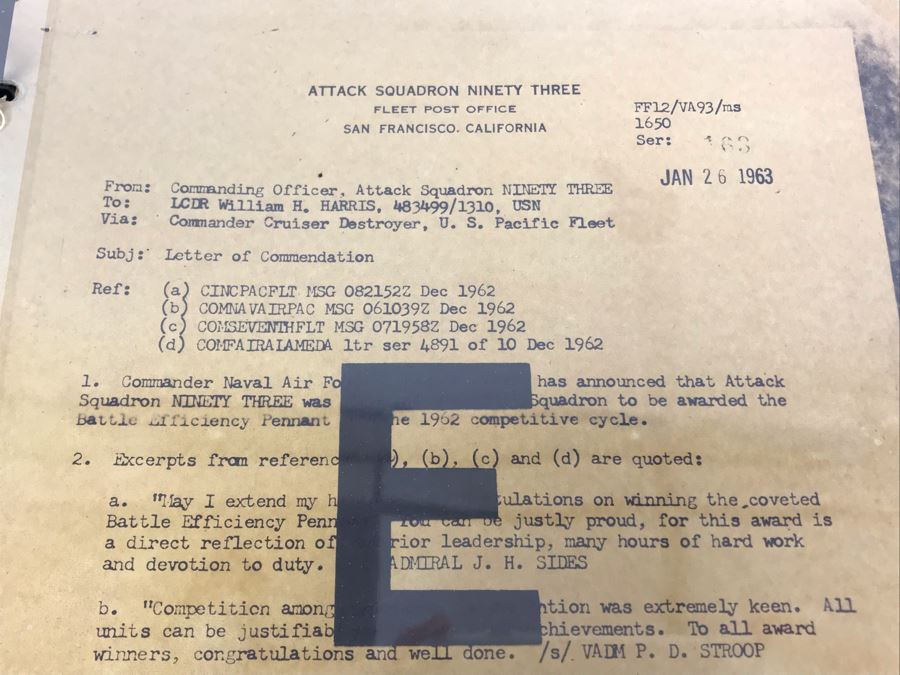 ATTACK SQUADRON NINETY THREE
FLEET POST OFFICE
SAN FRANCISCO. CALIFORNIA
FF12/VA93/ms
1650
Ser: 163
JAN 26 1963
From: Commanding Officer, Attack Squadron NINETY THREE
To: LCDR William H. HARRIS, 483499/1310, USN
Via: Commander Cruiser Destroyer, U. S. Pacific Fleet
Subj: Letter of Commendation
Ref: (a) CINCPACFLT MSG 082152Z Dec 1962
(b) COMNAVAIRPAC MSG 061039Z Dec 1962
(c) COMSEVENTHFLT MSG 071958Z Dec 1962
(d) COMFAIRALAMEDA ltr ser 4891 of 10 Dec 1962
1. Commander Naval Air Fo has announced that Attack
Squadron NINETY THREE was Squadron to be awarded the
Battle Efficiency Pennant he 1962 competitive cycle.
2. Excerpts from referenc ), (b), (c) and (d) are quoted:
a. "May I extend my h tulations on winning the coveted
Battle Efficiency Penn You can be justly proud, for this award is
a direct reflection of rior leadership, many hours of hard work
and devotion to duty. ADMIRAL J. H. SIDES
b. "Competition among ntion was extremely keen. All
units can be justifiab chievements. To all award
winners, congratulations and well done. /s/ VADM P. D. STROOP
E